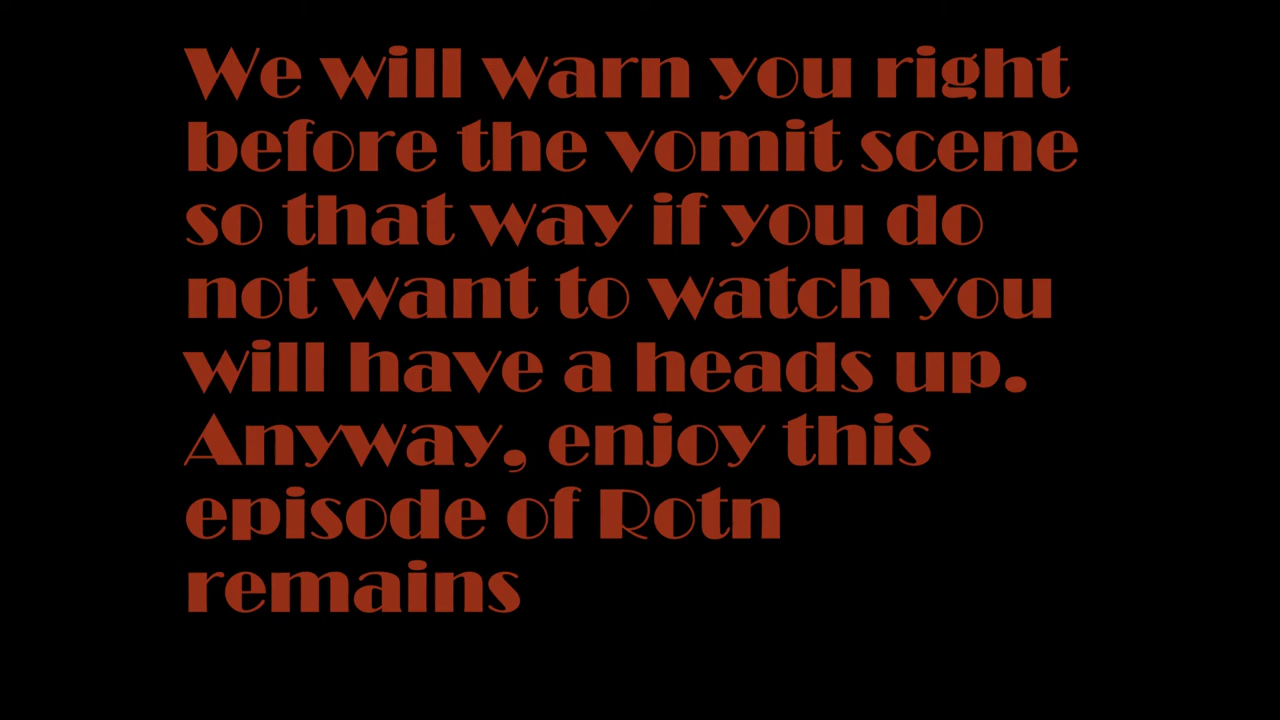 We will warn you right
before the vomit scene
so that way if you do
not want to watch you
will have a heads up.
Anyway, enjoy this
episode of Rotn
remains